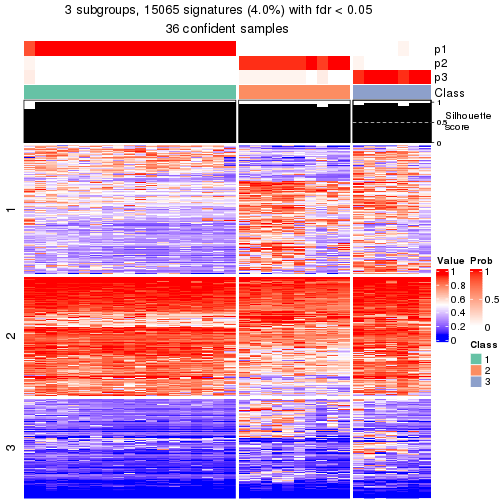 3 subgroups, 15065 signatures (4.0%) with fdr < 0.05
36 confident samples
p1
p2
p3
Class
1
0.5
0
Silhouette
score
1
2
3
Value
1
0.8
0.6
0.4
0.2
0
Prob
1
0.5
0
Class
1
2
3